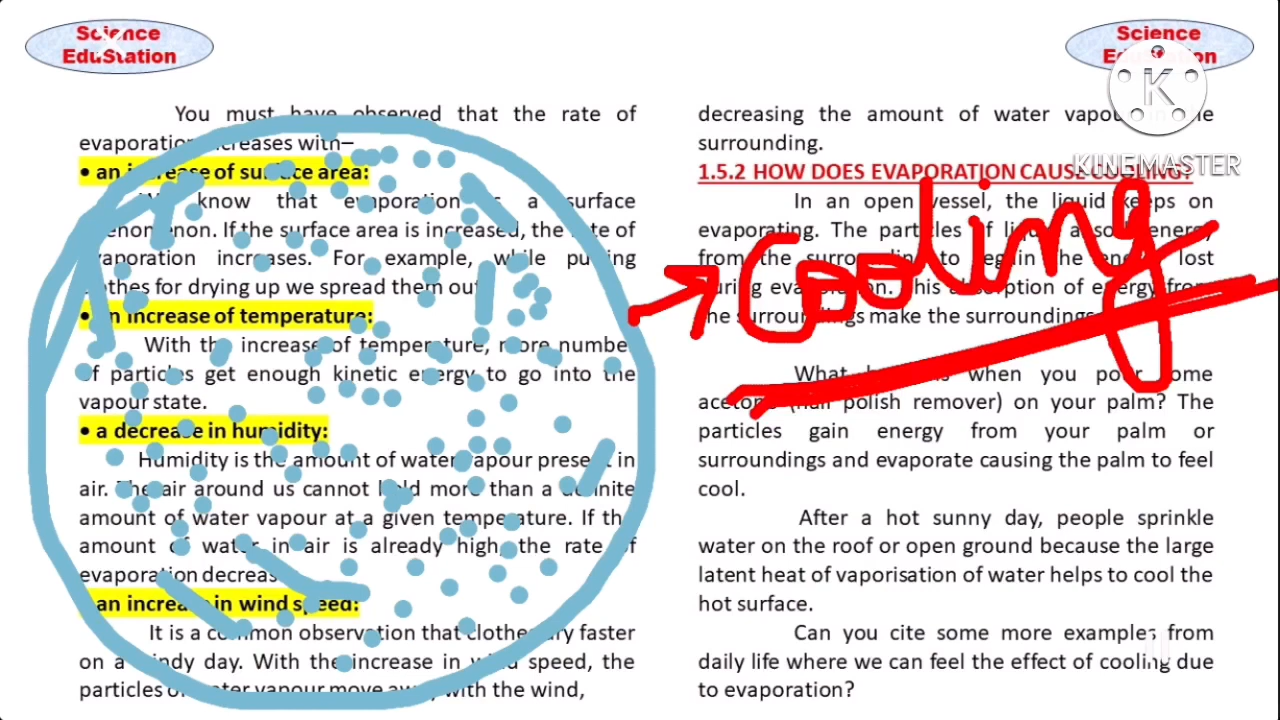 Science
EduStation
You must have observed that the rate of
evaporation increases with–
• an increase of surface area:
We know that evaporation is a surface
phenomenon. If the surface area is increased, the rate of
evaporation increases. For example, while putting
clothes for drying up we spread them out
• an increase of temperature:
With the increase of temperature, more number
of particles get enough kinetic energy to go into the
vapour state.
• a decrease in humidity:
Humidity is the amount of water vapour present in
air. The air around us cannot hold more than a definite
amount of water vapour at a given temperature. If the
amount of water in air is already high, the rate of
evaporation decreas
an increase in wind speed:
It is a common observation that clothes dry faster
on a windy day. With the increase in wind speed, the
particles of water vapour move away with the wind,
Science
EduStation
K
KINEMASTER
decreasing the amount of water vapour in the
surrounding.
1.5.2 HOW DOES EVAPORATION CAUSE COOLING?
In an open vessel, the liquid keeps on
evaporating. The particles of liquid absorb energy
from the surrounding to regain the energy lost
during evaporation. This absorption of energy from
the surroundings make the surroundings
Cooling
What happens when you pour some
acetone (nail polish remover) on your palm? The
particles gain energy from your palm or
surroundings and evaporate causing the palm to feel
cool.
After a hot sunny day, people sprinkle
water on the roof or open ground because the large
latent heat of vaporisation of water helps to cool the
hot surface.
Can you cite some more examples from
daily life where we can feel the effect of cooling due
to evaporation?